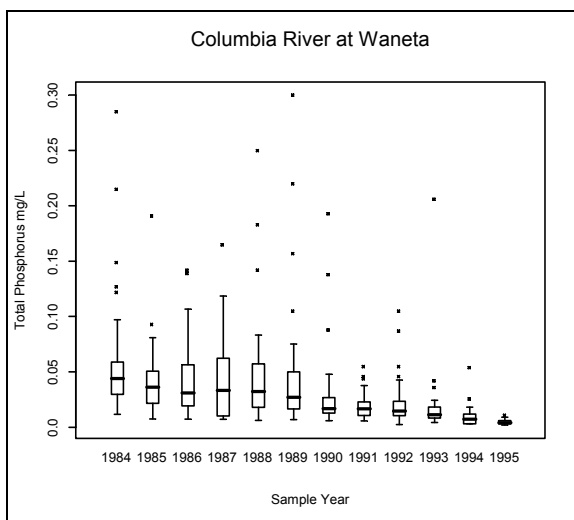 Columbia River at Waneta
Total Phosphorus mg/L
0.30
0.25
0.20
0.15
0.10
0.05
0.0
1984 1985 1986 1987 1988 1989 1990 1991 1992 1993 1994 1995
Sample Year